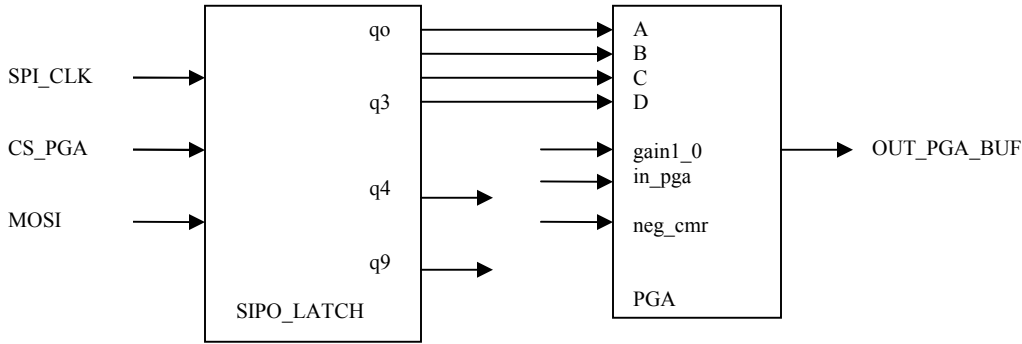 SPI_CLK
CS_PGA
MOSI
qo
q3
q4
q9
SIPO_LATCH
A
B
C
D
gain1_0
in_pga
neg_cmr
PGA
OUT_PGA_BUF